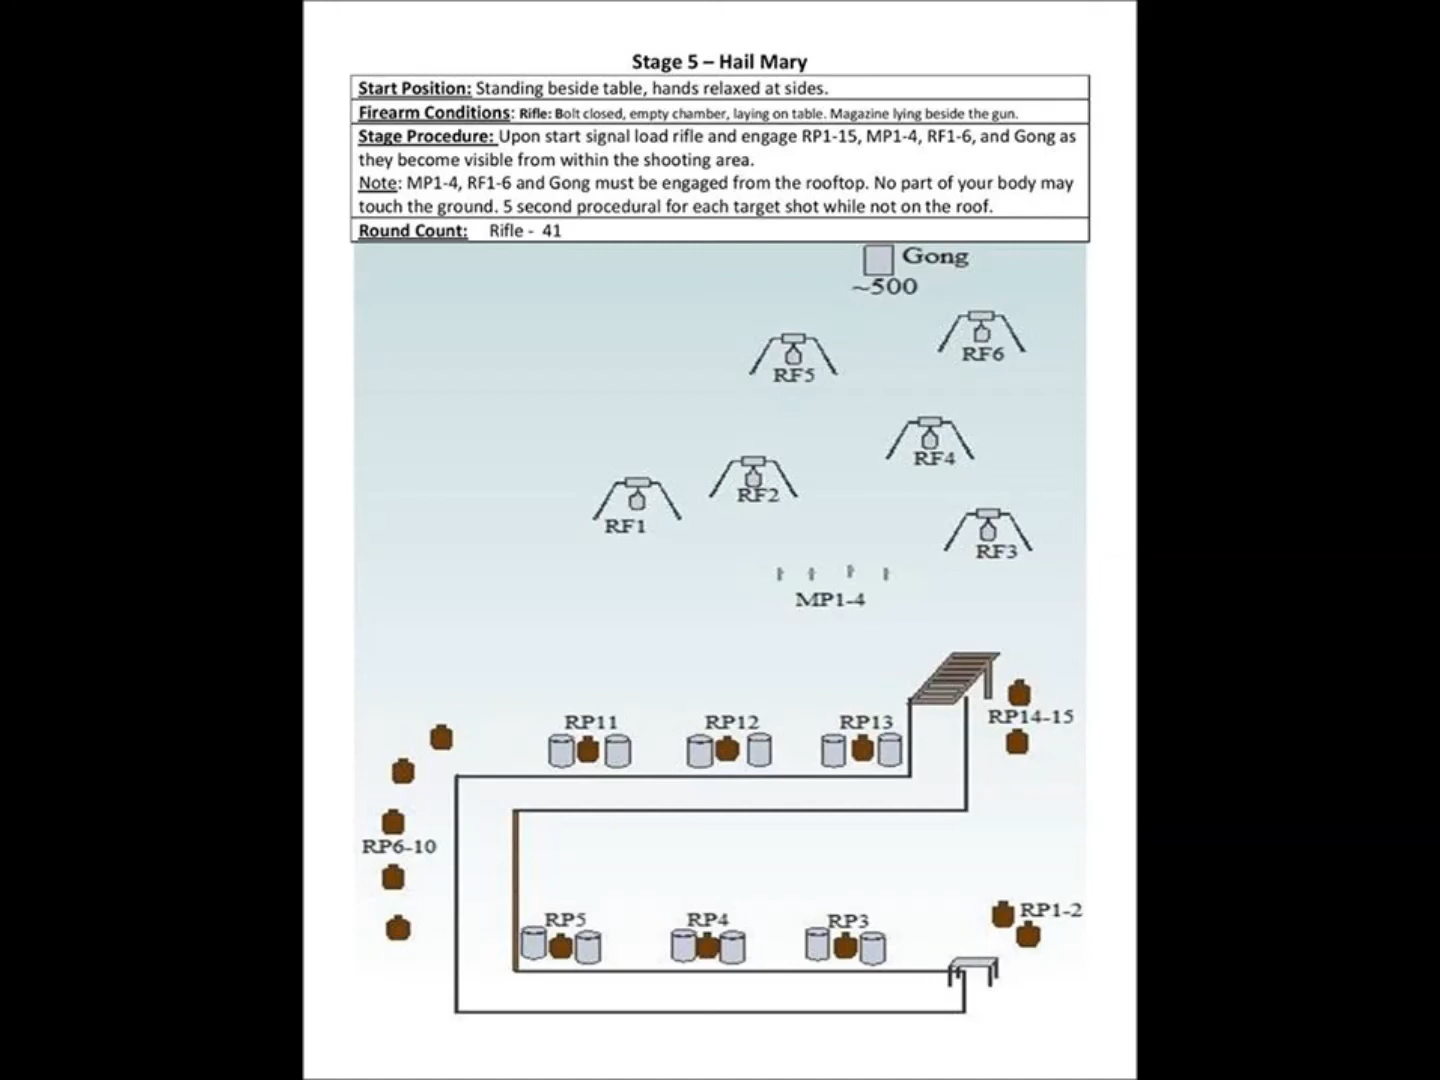 Stage 5 – Hail Mary
Start Position: Standing beside table, hands relaxed at sides.
Firearm Conditions: Rifle: Bolt closed, empty chamber, laying on table. Magazine lying beside the gun.
Stage Procedure: Upon start signal load rifle and engage RP1-15, MP1-4, RF1-6, and Gong as
they become visible from within the shooting area.
Note: MP1-4, RF1-6 and Gong must be engaged from the rooftop. No part of your body may
touch the ground. 5 second procedural for each target shot while not on the roof.
Round Count: Rifle - 41
Gong
~500
RF6
RF5
RF4
RF2
RF1
RF3
MP1-4
RP11 RP12 RP13 RP14-15
RP6-10
RP5 RP4 RP3 RP1-2